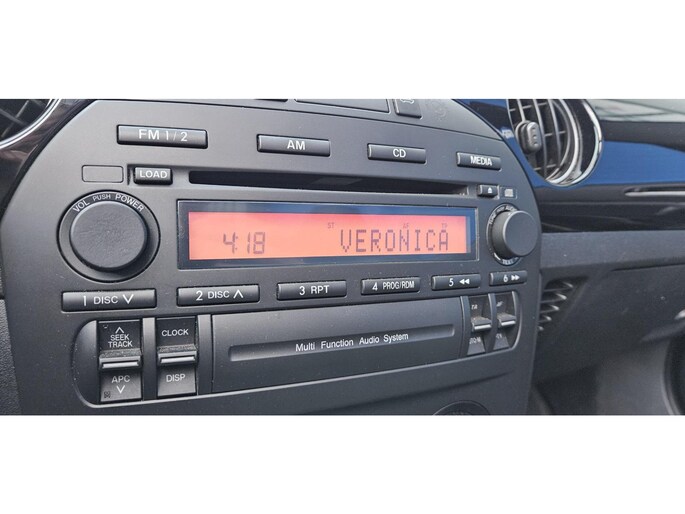 FM 1/2
AM
CD
MEDIA
LOAD
VOL PUSH POWER
ST
4:18 VERONICA
1 DISC ∨
2 DISC ∧
3 RPT
4 PROG/RDM
5 ◀◀
6 ▶▶
∧
SEEK
TRACK
APC
∨
CLOCK
DISP
Multi Function Audio System